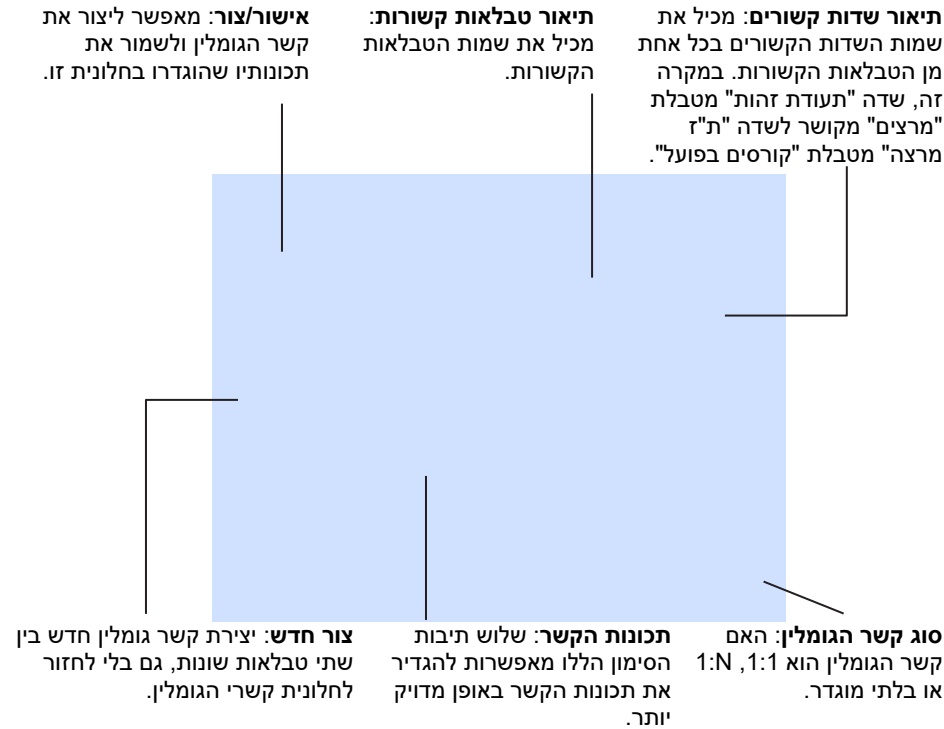 תיאור שדות קשורים: מכיל את
שמות השדות הקשורים בכל אחת
מן הטבלאות הקשורות. במקרה
זה, שדה "תעודת זהות" מטבלת
"מרצים" מקושר לשדה "ת"ז
מרצה" מטבלת "קורסים בפועל".
תיאור טבלאות קשורות:
מכיל את שמות הטבלאות
הקשורות.
אישור/צור: מאפשר ליצור את
קשר הגומלין ולשמור את
תכונותיו שהוגדרו בחלונית זו.
סוג קשר הגומלין: האם
קשר הגומלין הוא 1:1, 1:N
או בלתי מוגדר.
תכונות הקשר: שלוש תיבות
הסימון הללו מאפשרות להגדיר
את תכונות הקשר באופן מדויק
יותר.
צור חדש: יצירת קשר גומלין חדש בין
שתי טבלאות שונות, גם בלי לחזור
לחלונית קשרי הגומלין.